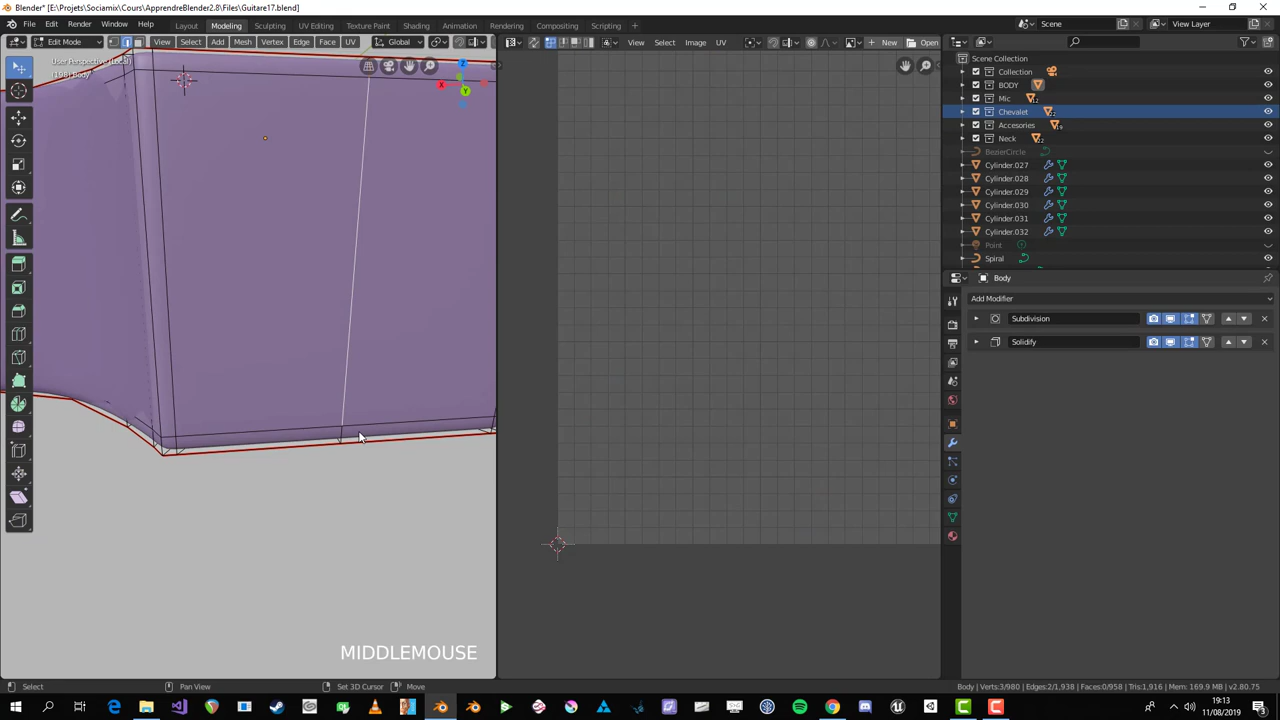 Blender* [E:\Projets\Sociamix\Cours\ApprendreBlender2.8\Files\Guitare17.blend]
File Edit Render Window Help Layout Modeling Sculpting UV Editing Texture Paint Shading Animation Rendering Compositing Scripting + Scene View Layer
Edit Mode View Select Add Mesh Vertex Edge Face UV Global View Select Image UV New Open
User Perspective (Local)
(198) Body
Scene Collection
Collection
BODY
Mic
Chevalet
Accesories
Neck
BezierCircle
Cylinder.027
Cylinder.028
Cylinder.029
Cylinder.030
Cylinder.031
Cylinder.032
Point
Spiral
Body
Add Modifier
Subdivision
Solidify
MIDDLEMOUSE
Select Pan View Set 3D Cursor Move Body | Verts:3/980 | Edges:2/1,938 | Faces:0/958 | Tris:1,916 | Mem: 169.9 MB | v2.80.75
19:13
11/08/2019